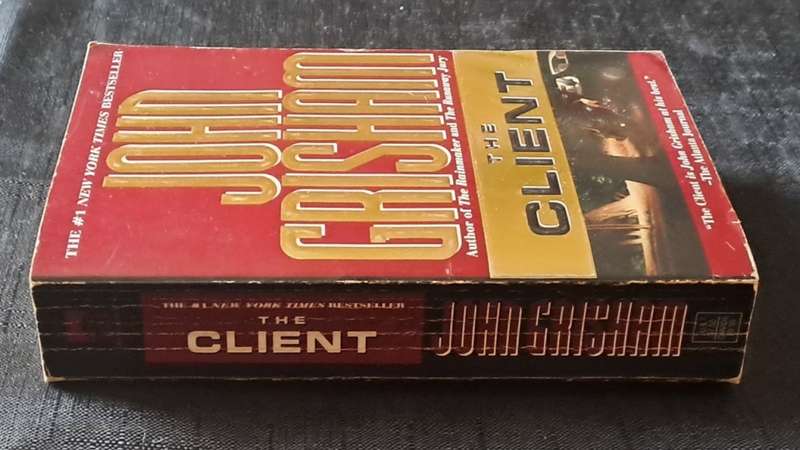 THE #1 NEW YORK TIMES BESTSELLER
JOHN
GRISHAM
Author of The Rainmaker and The Runaway Jury
THE
CLIENT
"The Client is John Grisham at his best."
-The Atlanta Journal
THE #1 NEW YORK TIMES BESTSELLER
THE
CLIENT
JOHN GRISHAM